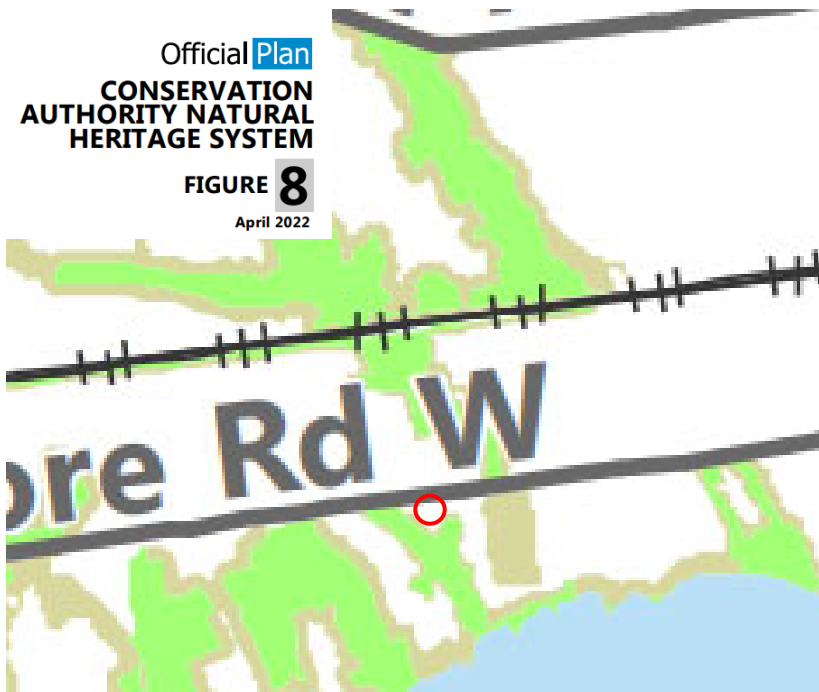 Official Plan
CONSERVATION
AUTHORITY NATURAL
HERITAGE SYSTEM
FIGURE 8
April 2022
ore Rd W